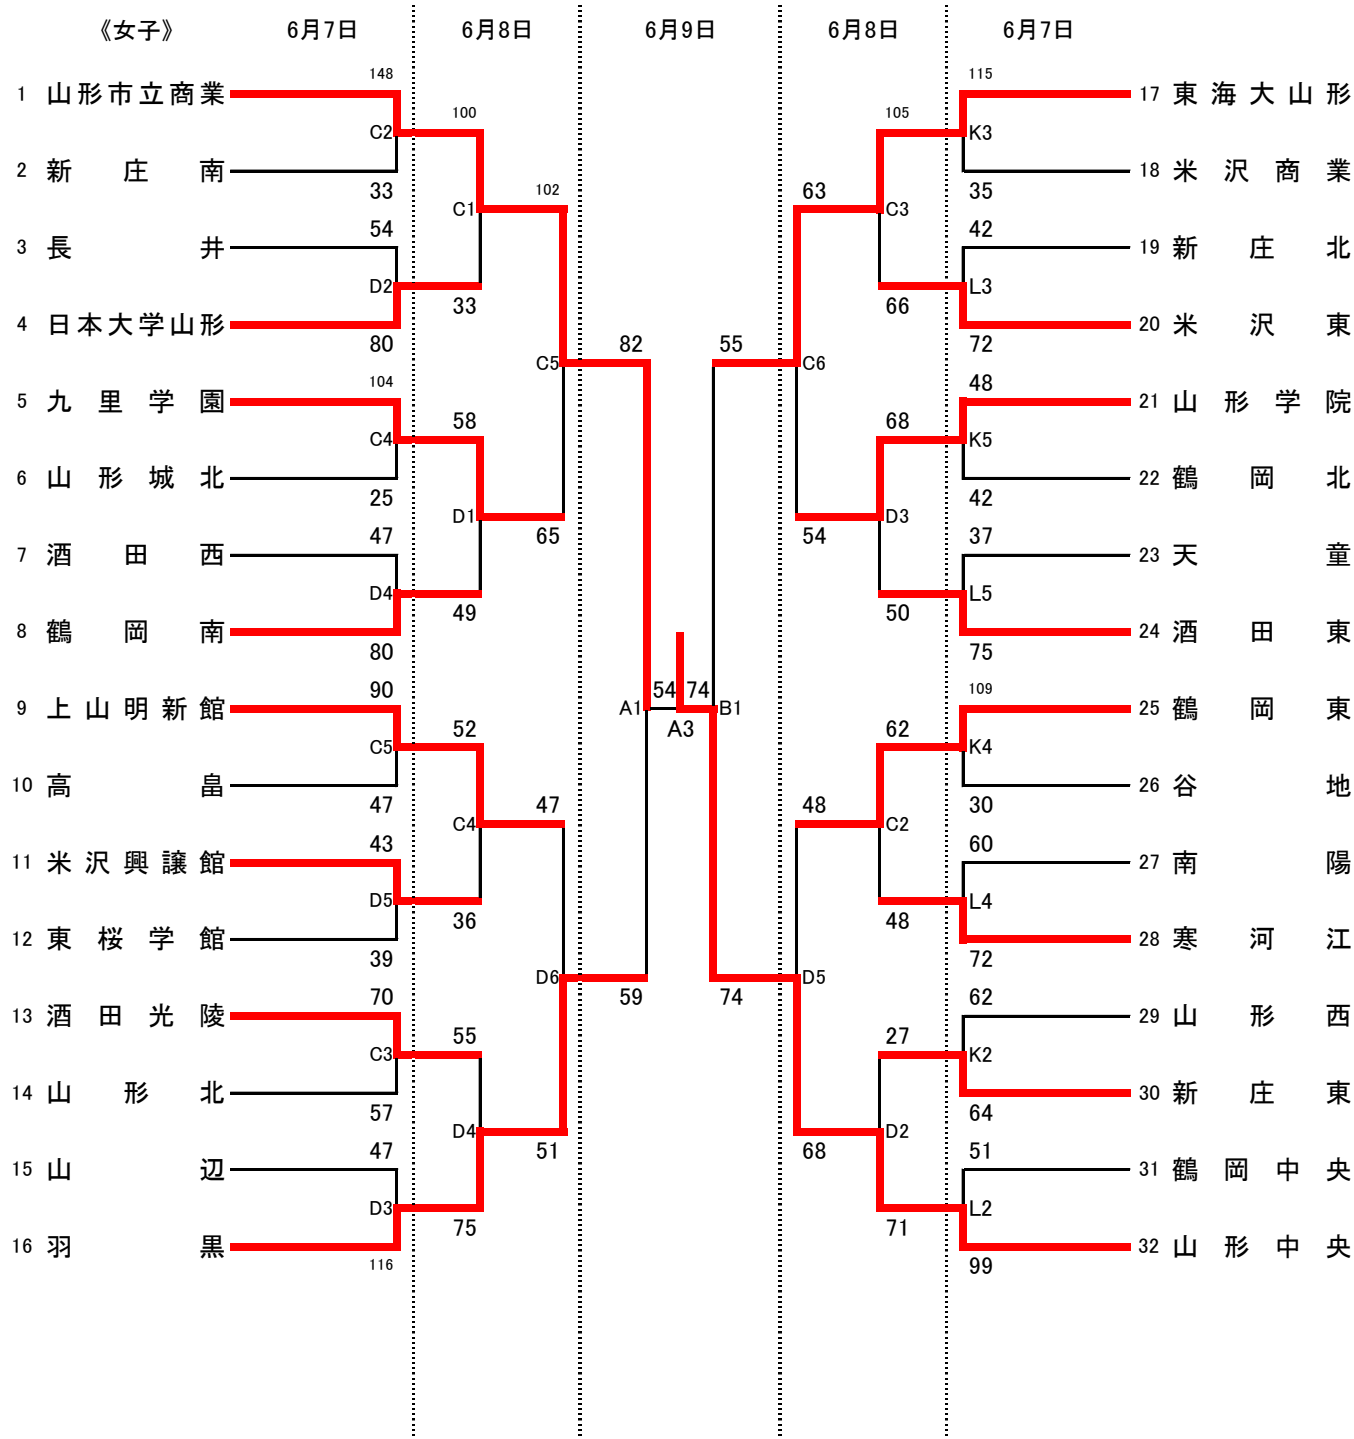 《女子》 6月7日 6月8日 6月9日 6月8日 6月7日
148 115
1 山形市立商業 17 東海大山形
100 105
C2 K3
2 新庄南 18 米沢商業
33 102 63 35
C1 C3
54 42
3 長井 19 新庄北
D2 L3
33 66
4 日本大学山形 20 米沢東
80 82 55 72
C5 C6
104 48
5 九里学園 21 山形学院
58 68
C4 K5
6 山形城北 22 鶴岡北
25 42
D1 D3
47 65 54 37
7 酒田西 23 天童
D4 L5
49 50
8 鶴岡南 24 酒田東
80 75
90 54 74 109
9 上山明新館 A1 B1 25 鶴岡東
52 A3 62
C5 K4
10 高畠 26 谷地
47 47 48 30
C4 C2
43 60
11 米沢興譲館 27 南陽
D5 L4
36 48
12 東桜学館 28 寒河江
39 72
D6 D5
70 59 74 62
13 酒田光陵 29 山形西
55 27
C3 K2
14 山形北 30 新庄東
57 64
D4 D2
47 51 68 51
15 山辺 31 鶴岡中央
D3 L2
75 71
16 羽黒 32 山形中央
116 99